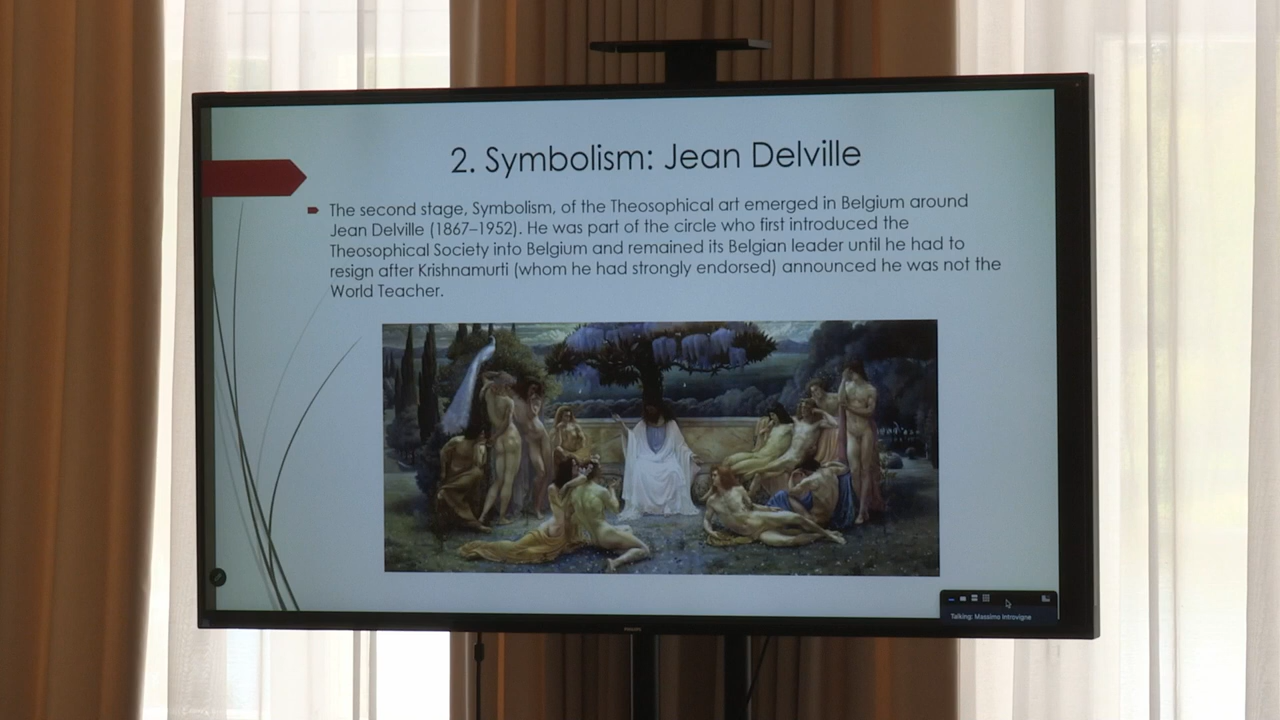 2. Symbolism: Jean Delville
The second stage, Symbolism, of the Theosophical art emerged in Belgium around
Jean Delville (1867–1952). He was part of the circle who first introduced the
Theosophical Society into Belgium and remained its Belgian leader until he had to
resign after Krishnamurti (whom he had strongly endorsed) announced he was not the
World Teacher.
Talking: Massimo Introvigne
PHILIPS